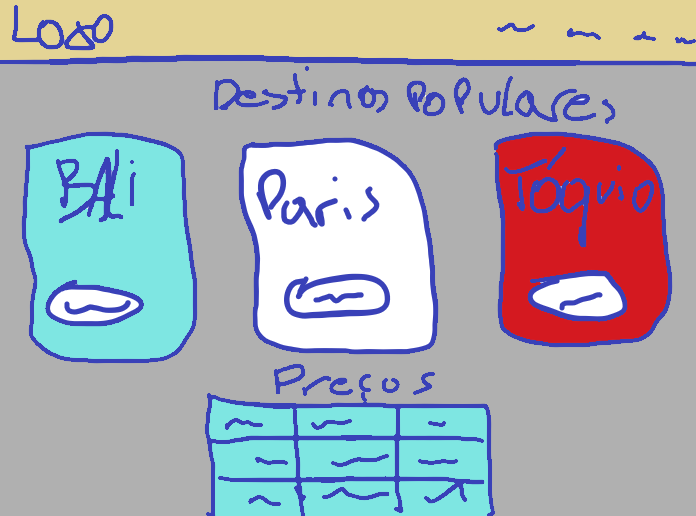 Logo
Destinos Populares
Bali
Paris
Tóquio
Preços